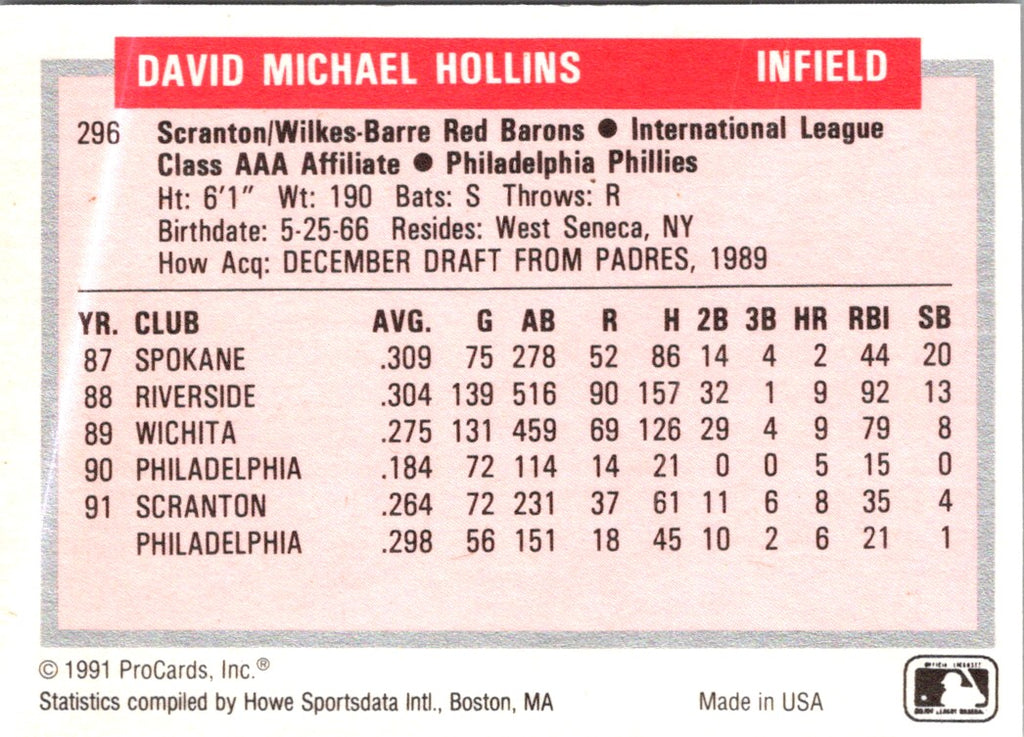 DAVID MICHAEL HOLLINS INFIELD
296 Scranton/Wilkes-Barre Red Barons ● International League
Class AAA Affiliate ● Philadelphia Phillies
Ht: 6'1" Wt: 190 Bats: S Throws: R
Birthdate: 5-25-66 Resides: West Seneca, NY
How Acq: DECEMBER DRAFT FROM PADRES, 1989
YR. CLUB AVG. G AB R H 2B 3B HR RBI SB
87 SPOKANE .309 75 278 52 86 14 4 2 44 20
88 RIVERSIDE .304 139 516 90 157 32 1 9 92 13
89 WICHITA .275 131 459 69 126 29 4 9 79 8
90 PHILADELPHIA .184 72 114 14 21 0 0 5 15 0
91 SCRANTON .264 72 231 37 61 11 6 8 35 4
PHILADELPHIA .298 56 151 18 45 10 2 6 21 1
© 1991 ProCards, Inc.®
Statistics compiled by Howe Sportsdata Intl., Boston, MA Made in USA